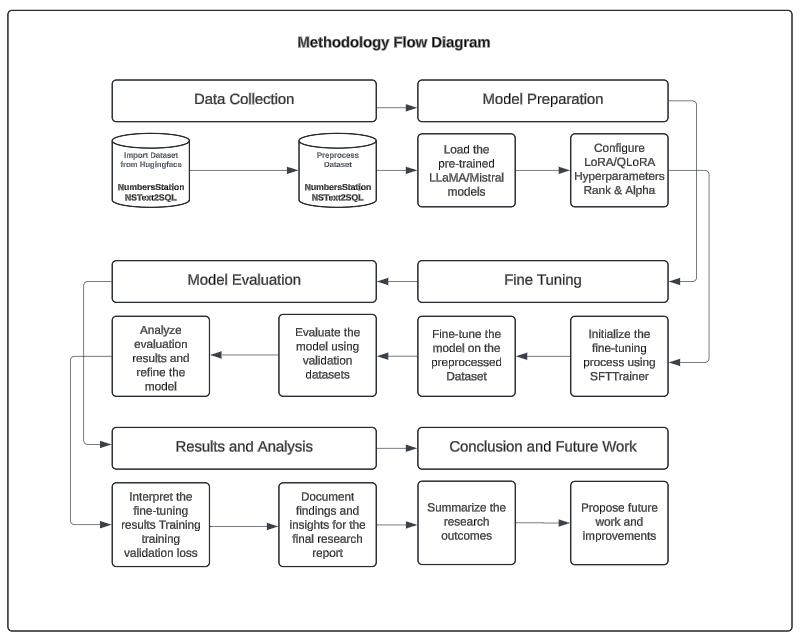 Methodology Flow Diagram
Data Collection
Model Preparation
Import Dataset
from Hugingface
NumbersStation
NSText2SQL
Preprocess
Dataset
NumbersStation
NSText2SQL
Load the
pre-trained
LLaMA/Mistral
models
Configure
LoRA/QLoRA
Hyperparameters
Rank & Alpha
Model Evaluation
Fine Tuning
Analyze
evaluation
results and
refine the
model
Evaluate the
model using
validation
datasets
Fine-tune the
model on the
preprocessed
Dataset
Initialize the
fine-tuning
process using
SFTTrainer
Results and Analysis
Conclusion and Future Work
Interpret the
fine-tuning
results Training
training
validation loss
Document
findings and
insights for the
final research
report
Summarize the
research
outcomes
Propose future
work and
improvements